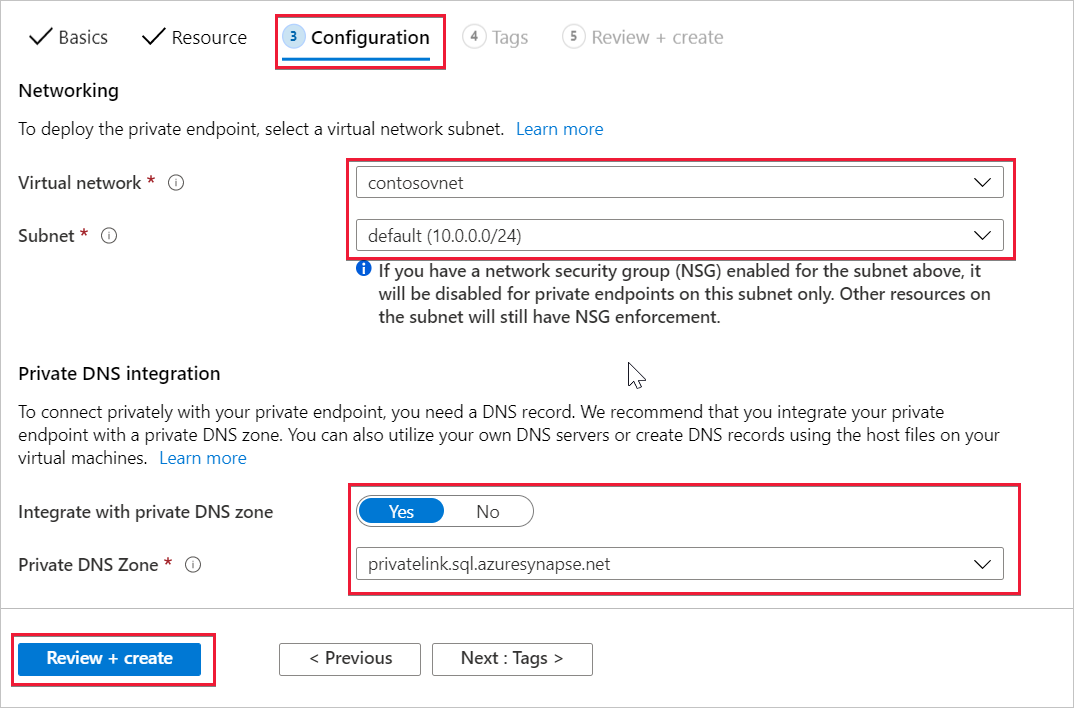 Basics Resource 3 Configuration 4 Tags 5 Review + create
Networking
To deploy the private endpoint, select a virtual network subnet. Learn more
Virtual network * i contosovnet
Subnet * i default (10.0.0.0/24)
i If you have a network security group (NSG) enabled for the subnet above, it
will be disabled for private endpoints on this subnet only. Other resources on
the subnet will still have NSG enforcement.
Private DNS integration
To connect privately with your private endpoint, you need a DNS record. We recommend that you integrate your private
endpoint with a private DNS zone. You can also utilize your own DNS servers or create DNS records using the host files on your
virtual machines. Learn more
Integrate with private DNS zone Yes No
Private DNS Zone * i privatelink.sql.azuresynapse.net
Review + create < Previous Next : Tags >